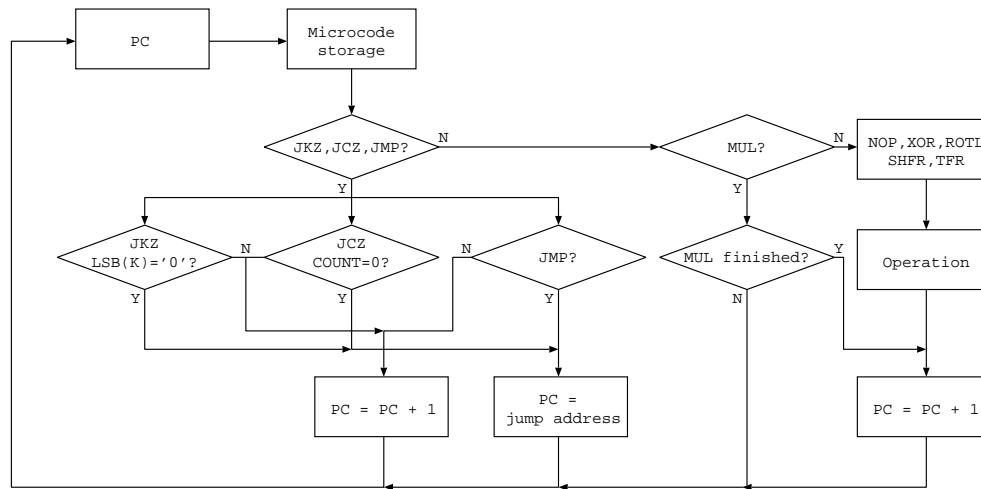 PC
Microcode
storage
JKZ,JCZ,JMP?
N
Y
MUL?
N
Y
NOP,XOR,ROTL
SHFR,TFR
JKZ
LSB(K)='0'?
N
Y
JCZ
COUNT=0?
Y
N
JMP?
Y
MUL finished?
Y
N
Operation
PC = PC + 1
PC =
jump address
PC = PC + 1